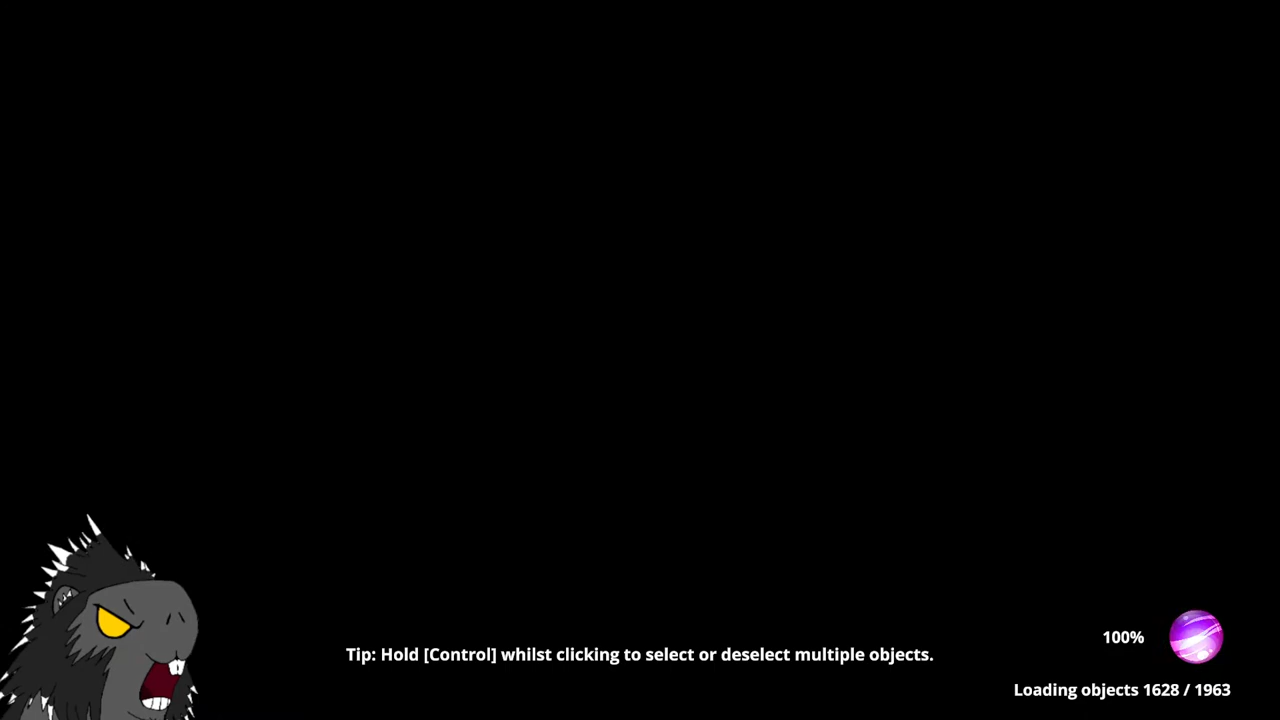 100%
Tip: Hold [Control] whilst clicking to select or deselect multiple objects.
Loading objects 1628 / 1963